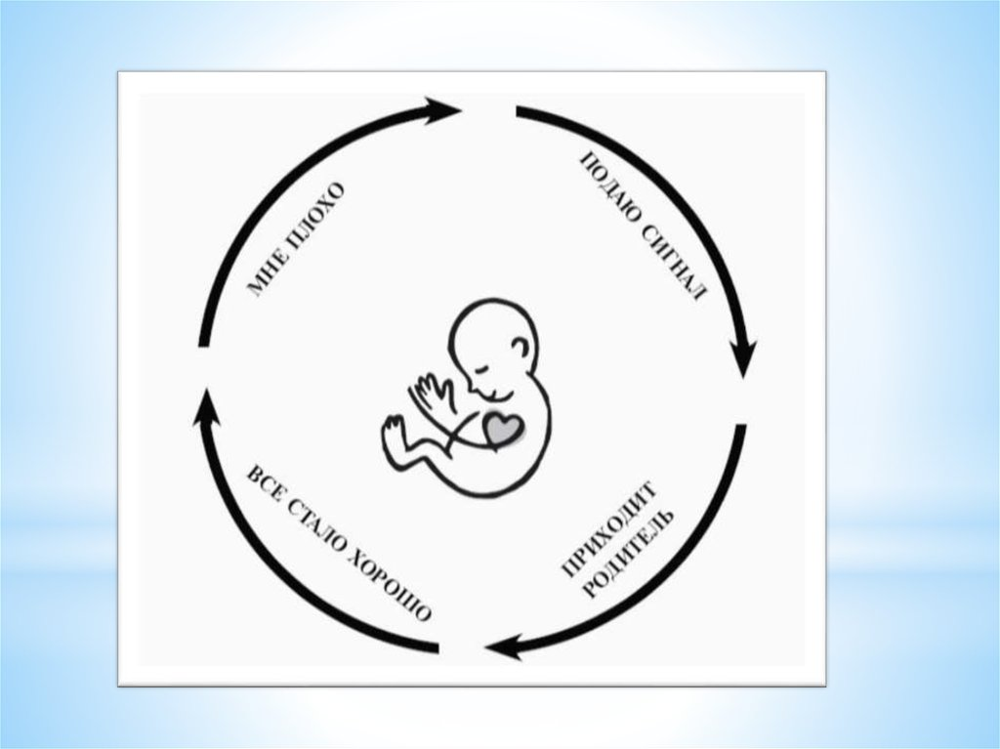 МНЕ ПЛОХО
ПОДАЮ СИГНАЛ
ПРИХОДИТ
РОДИТЕЛЬ
ВСЕ СТАЛО ХОРОШО